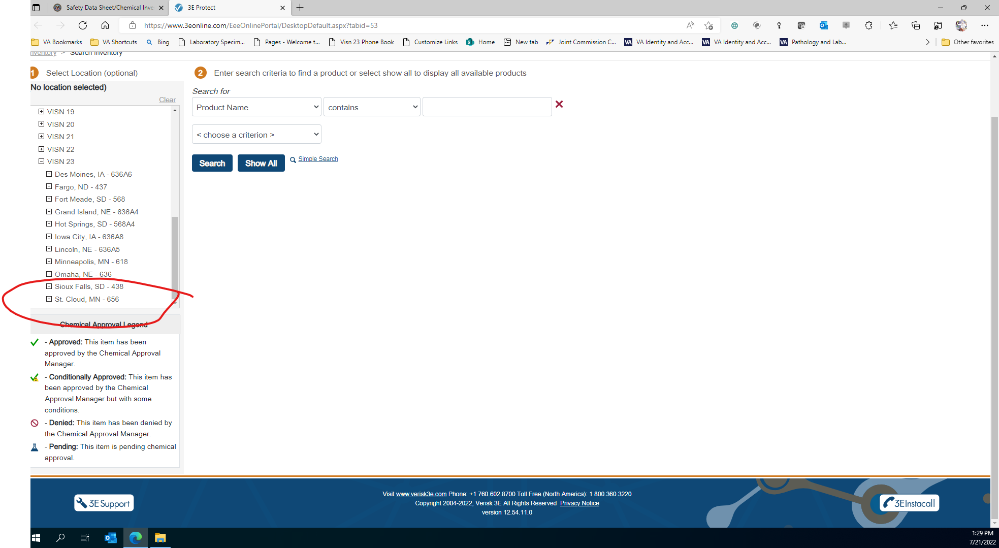 Safety Data Sheet/Chemical Inve
3E Protect
https://www.3eonline.com/EeeOnlinePortal/DesktopDefault.aspx?tabid=53
VA Bookmarks
VA Shortcuts
Bing
Laboratory Specim...
Pages - Welcome t...
Visn 23 Phone Book
Customize Links
Home
New tab
Joint Commission C...
VA VA Identity and Acc...
VA VA Identity and Acc...
VA Pathology and Lab...
Other favorites
nventory > Search Inventory
1 Select Location (optional)
No location selected)
Clear
VISN 19
VISN 20
VISN 21
VISN 22
VISN 23
Des Moines, IA - 636A6
Fargo, ND - 437
Fort Meade, SD - 568
Grand Island, NE - 636A4
Hot Springs, SD - 568A4
Iowa City, IA - 636A8
Lincoln, NE - 636A5
Minneapolis, MN - 618
Omaha, NE - 636
Sioux Falls, SD - 438
St. Cloud, MN - 656
Chemical Approval Legend
- Approved: This item has been
approved by the Chemical Approval
Manager.
- Conditionally Approved: This item has
been approved by the Chemical
Approval Manager but with some
conditions.
- Denied: This item has been denied by
the Chemical Approval Manager.
- Pending: This item is pending chemical
approval.
2 Enter search criteria to find a product or select show all to display all available products
Search for
Product Name
contains
< choose a criterion >
Search
Show All
Simple Search
3E Support
Visit www.verisk3e.com Phone: +1 760.602.8700 Toll Free (North America): 1 800.360.3220
Copyright 2004-2022, Verisk 3E All Rights Reserved Privacy Notice
version 12.54.11.0
3EInstacall
1:29 PM
7/21/2022